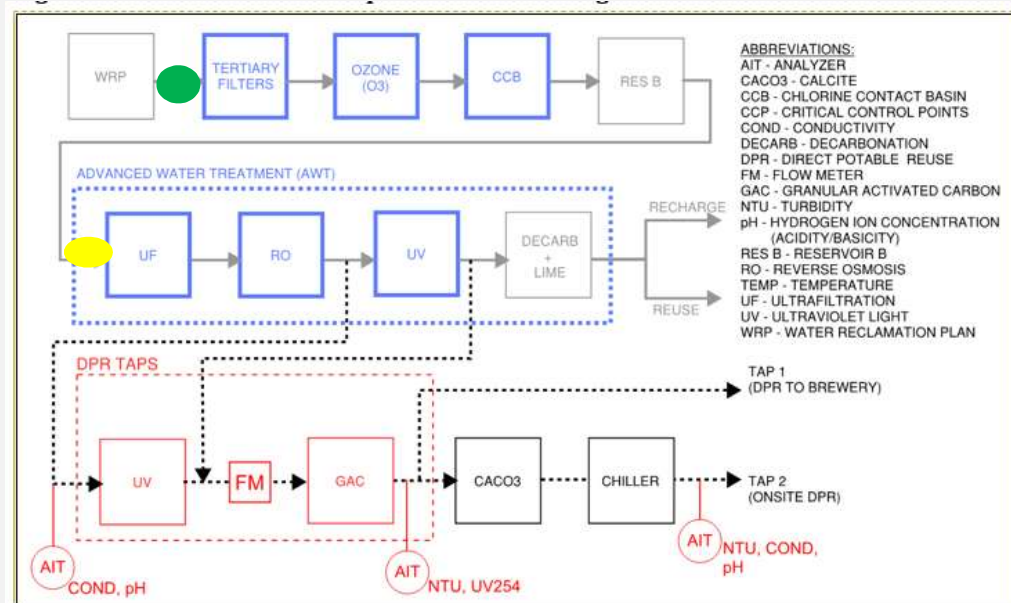 WRP
TERTIARY
FILTERS
OZONE
(O3)
CCB
RES B
ADVANCED WATER TREATMENT (AWT)
UF
RO
UV
DECARB
+
LIME
RECHARGE
REUSE
DPR TAPS
UV
FM
GAC
CACO3
CHILLER
TAP 1
(DPR TO BREWERY)
TAP 2
(ONSITE DPR)
AIT
COND, pH
AIT
NTU, UV254
AIT
NTU, COND,
pH
ABBREVIATIONS:
AIT - ANALYZER
CACO3 - CALCITE
CCB - CHLORINE CONTACT BASIN
CCP - CRITICAL CONTROL POINTS
COND - CONDUCTIVITY
DECARB - DECARBONATION
DPR - DIRECT POTABLE REUSE
FM - FLOW METER
GAC - GRANULAR ACTIVATED CARBON
NTU - TURBIDITY
pH - HYDROGEN ION CONCENTRATION
(ACIDITY/BASICITY)
RES B - RESERVOIR B
RO - REVERSE OSMOSIS
TEMP - TEMPERATURE
UF - ULTRAFILTRATION
UV - ULTRAVIOLET LIGHT
WRP - WATER RECLAMATION PLAN